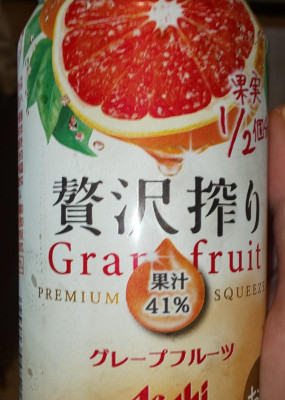 果実
1/2個分
贅沢搾り
Grapefruit
PREMIUM SQUEEZE
果汁
41%
グレープフルーツ
Asahi
お